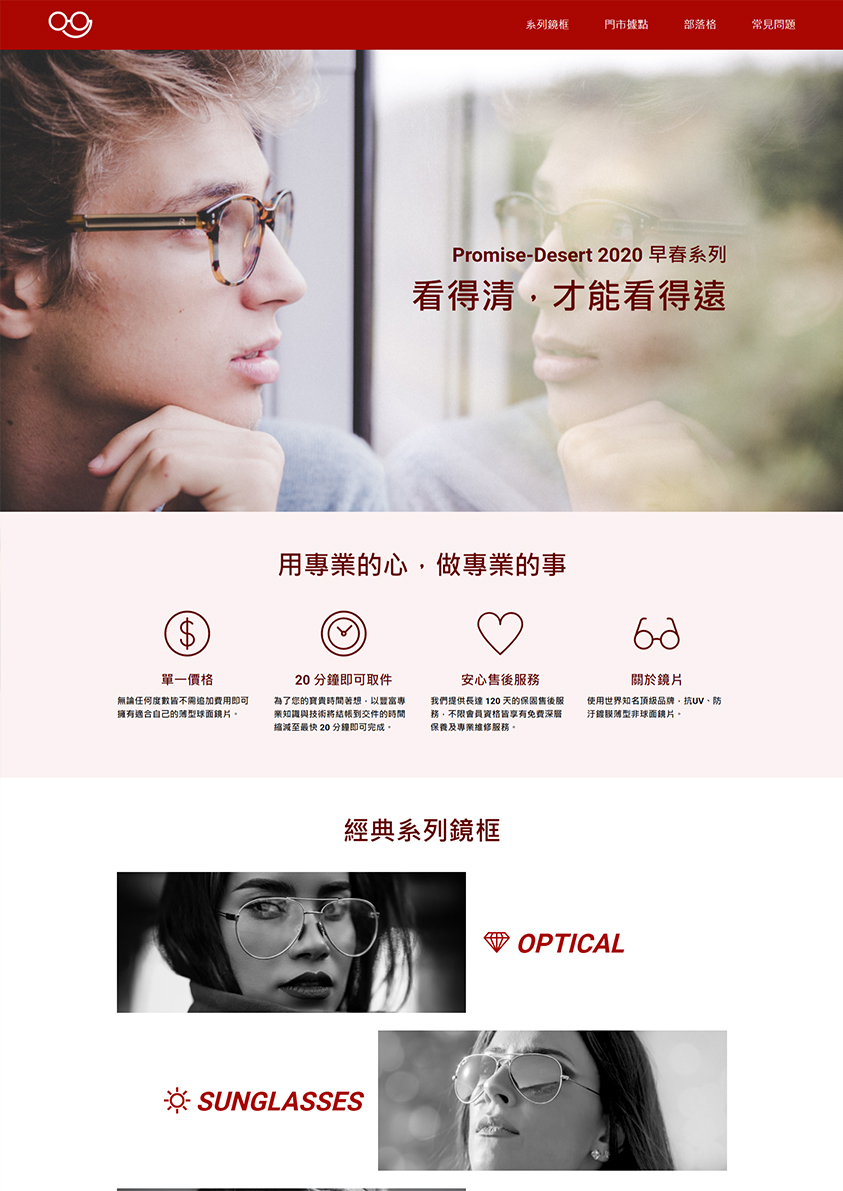 系列鏡框 門市據點 部落格 常見問題
Promise-Desert 2020 早春系列
看得清，才能看得遠
用專業的心，做專業的事
單一價格
無論任何度數皆不需追加費用即可
擁有適合自己的薄型球面鏡片。
20 分鐘即可取件
為了您的寶貴時間著想，以豐富專
業知識與技術將結帳到交件的時間
縮減至最快 20 分鐘即可完成。
安心售後服務
我們提供長達 120 天的保固售後服
務，不限會員資格皆享有免費深層
保養及專業維修服務。
關於鏡片
使用世界知名頂級品牌，抗UV、防
汙鍍膜薄型非球面鏡片。
經典系列鏡框
OPTICAL
SUNGLASSES